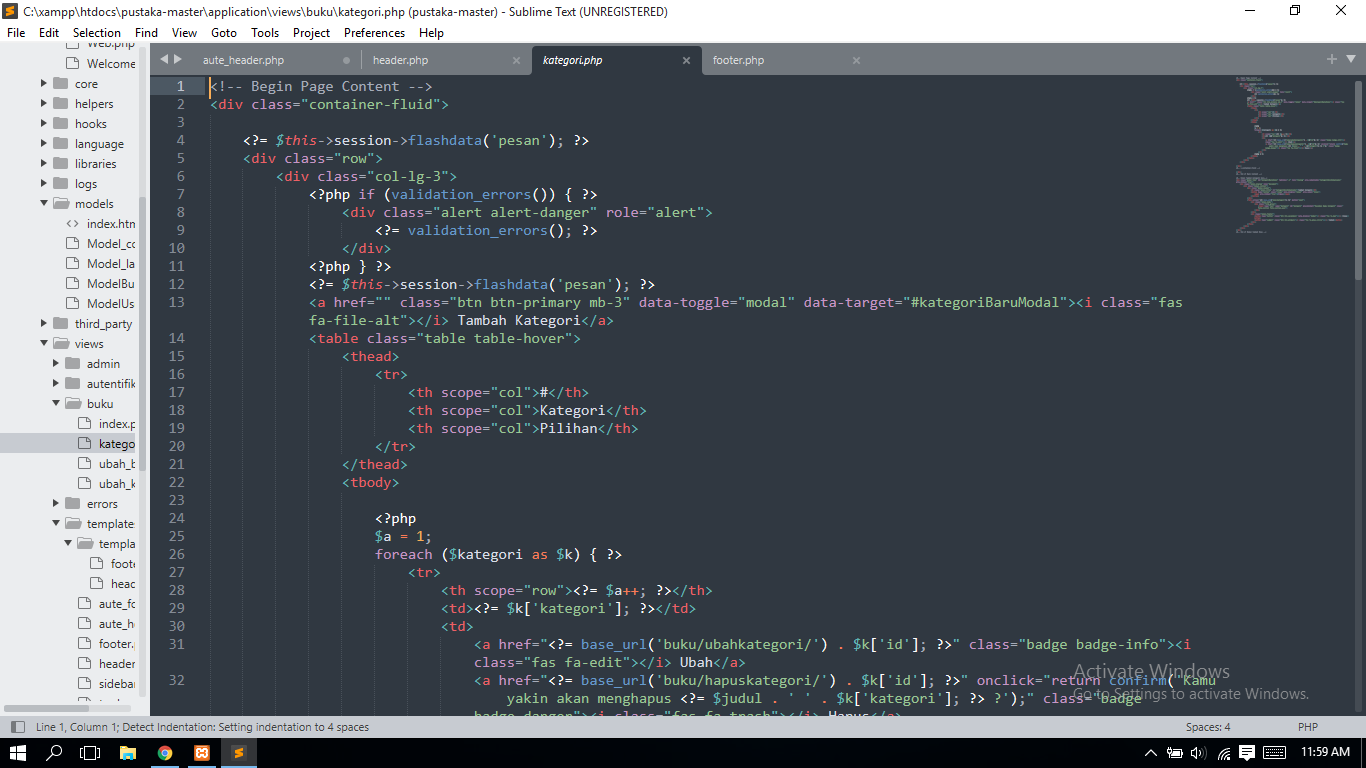 C:\xampp\htdocs\pustaka-master\application\views\buku\kategori.php (pustaka-master) - Sublime Text (UNREGISTERED)
File Edit Selection Find View Goto Tools Project Preferences Help
Web.php
Welcome
core
helpers
hooks
language
libraries
logs
models
index.htm
Model_cc
Model_la
ModelBu
ModelUs
third_party
views
admin
autentifik
buku
index.p
katego
ubah_b
ubah_k
errors
template
templa
foote
heac
aute_fc
aute_he
footer.
header
sideba
aute_header.php header.php kategori.php footer.php
1 <!-- Begin Page Content -->
2 <div class="container-fluid">
3
4 <?= $this->session->flashdata('pesan'); ?>
5 <div class="row">
6 <div class="col-lg-3">
7 <?php if (validation_errors()) { ?>
8 <div class="alert alert-danger" role="alert">
9 <?= validation_errors(); ?>
10 </div>
11 <?php } ?>
12 <?= $this->session->flashdata('pesan'); ?>
13 <a href="" class="btn btn-primary mb-3" data-toggle="modal" data-target="#kategoriBaruModal"><i class="fas
fa-file-alt"></i> Tambah Kategori</a>
14 <table class="table table-hover">
15 <thead>
16 <tr>
17 <th scope="col">#</th>
18 <th scope="col">Kategori</th>
19 <th scope="col">Pilihan</th>
20 </tr>
21 </thead>
22 <tbody>
23
24 <?php
25 $a = 1;
26 foreach ($kategori as $k) { ?>
27 <tr>
28 <th scope="row"><?= $a++; ?></th>
29 <td><?= $k['kategori']; ?></td>
30 <td>
31 <a href="<?= base_url('buku/ubahkategori/') . $k['id']; ?>" class="badge badge-info"><i
class="fas fa-edit"></i> Ubah</a>
32 <a href="<?= base_url('buku/hapuskategori/') . $k['id']; ?>" onclick="return confirm('Kamu
yakin akan menghapus <?= $judul . ' ' . $k['kategori']; ?> ?');" class="badge
badge-danger"><i class="fas fa-trash"></i> Hapus</a>
Activate Windows
Go to Settings to activate Windows.
Line 1, Column 1; Detect Indentation: Setting indentation to 4 spaces Spaces: 4 PHP
11:59 AM